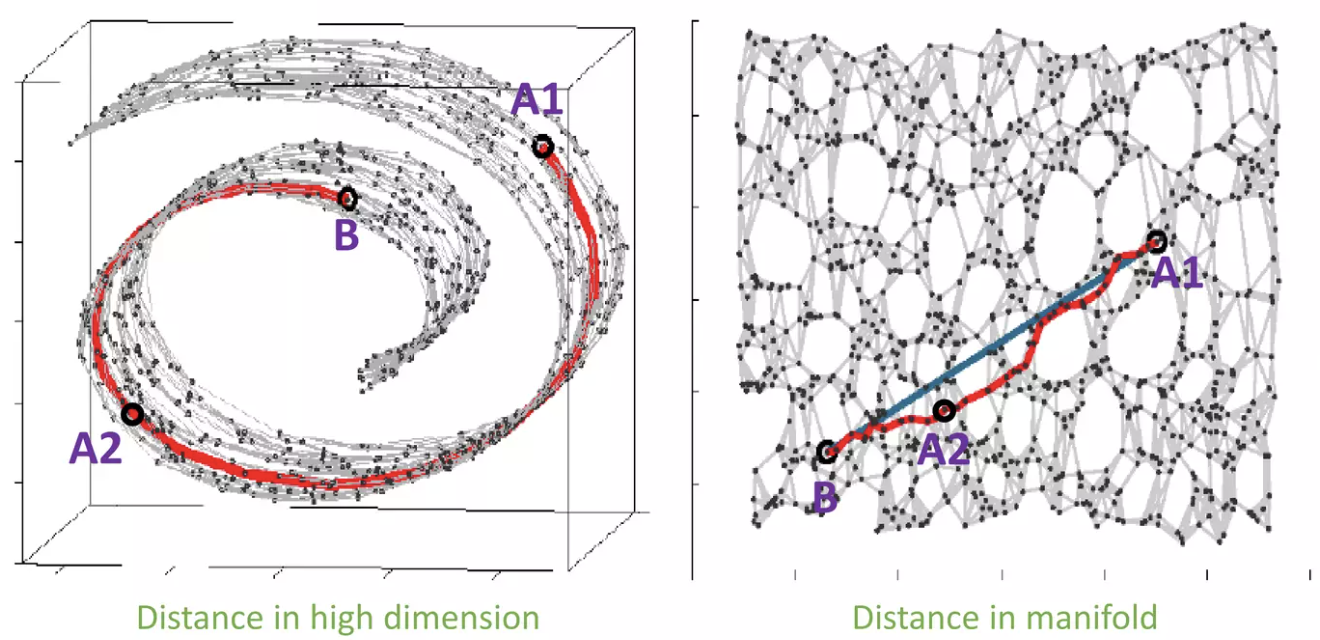 A1
B
A2
A1
A2
B
Distance in high dimension
Distance in manifold